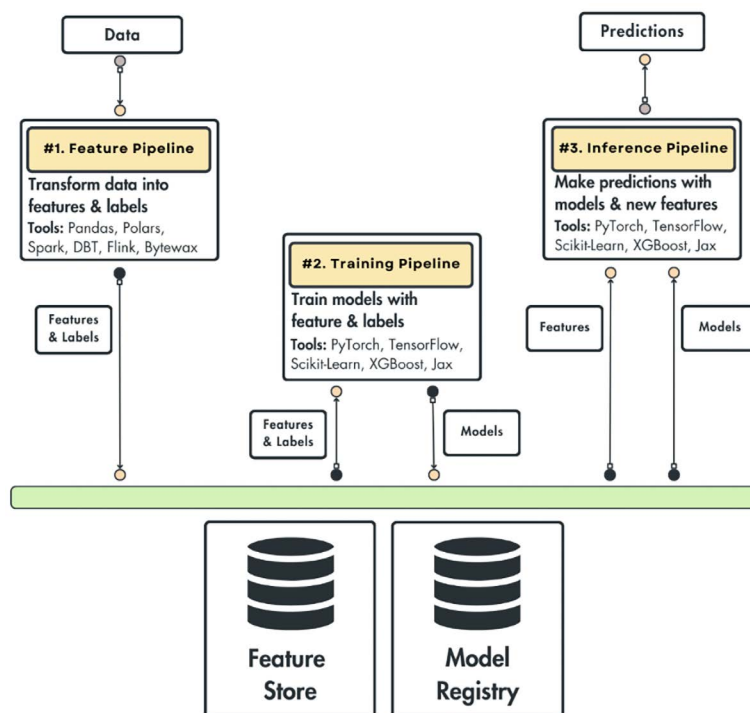 Data
Predictions
#1. Feature Pipeline
Transform data into
features & labels
Tools: Pandas, Polars,
Spark, DBT, Flink, Bytewax
#3. Inference Pipeline
Make predictions with
models & new features
Tools: PyTorch, TensorFlow,
Scikit-Learn, XGBoost, Jax
#2. Training Pipeline
Train models with
feature & labels
Tools: PyTorch, TensorFlow,
Scikit-Learn, XGBoost, Jax
Features
& Labels
Features
& Labels
Models
Features
Models
Feature
Store
Model
Registry